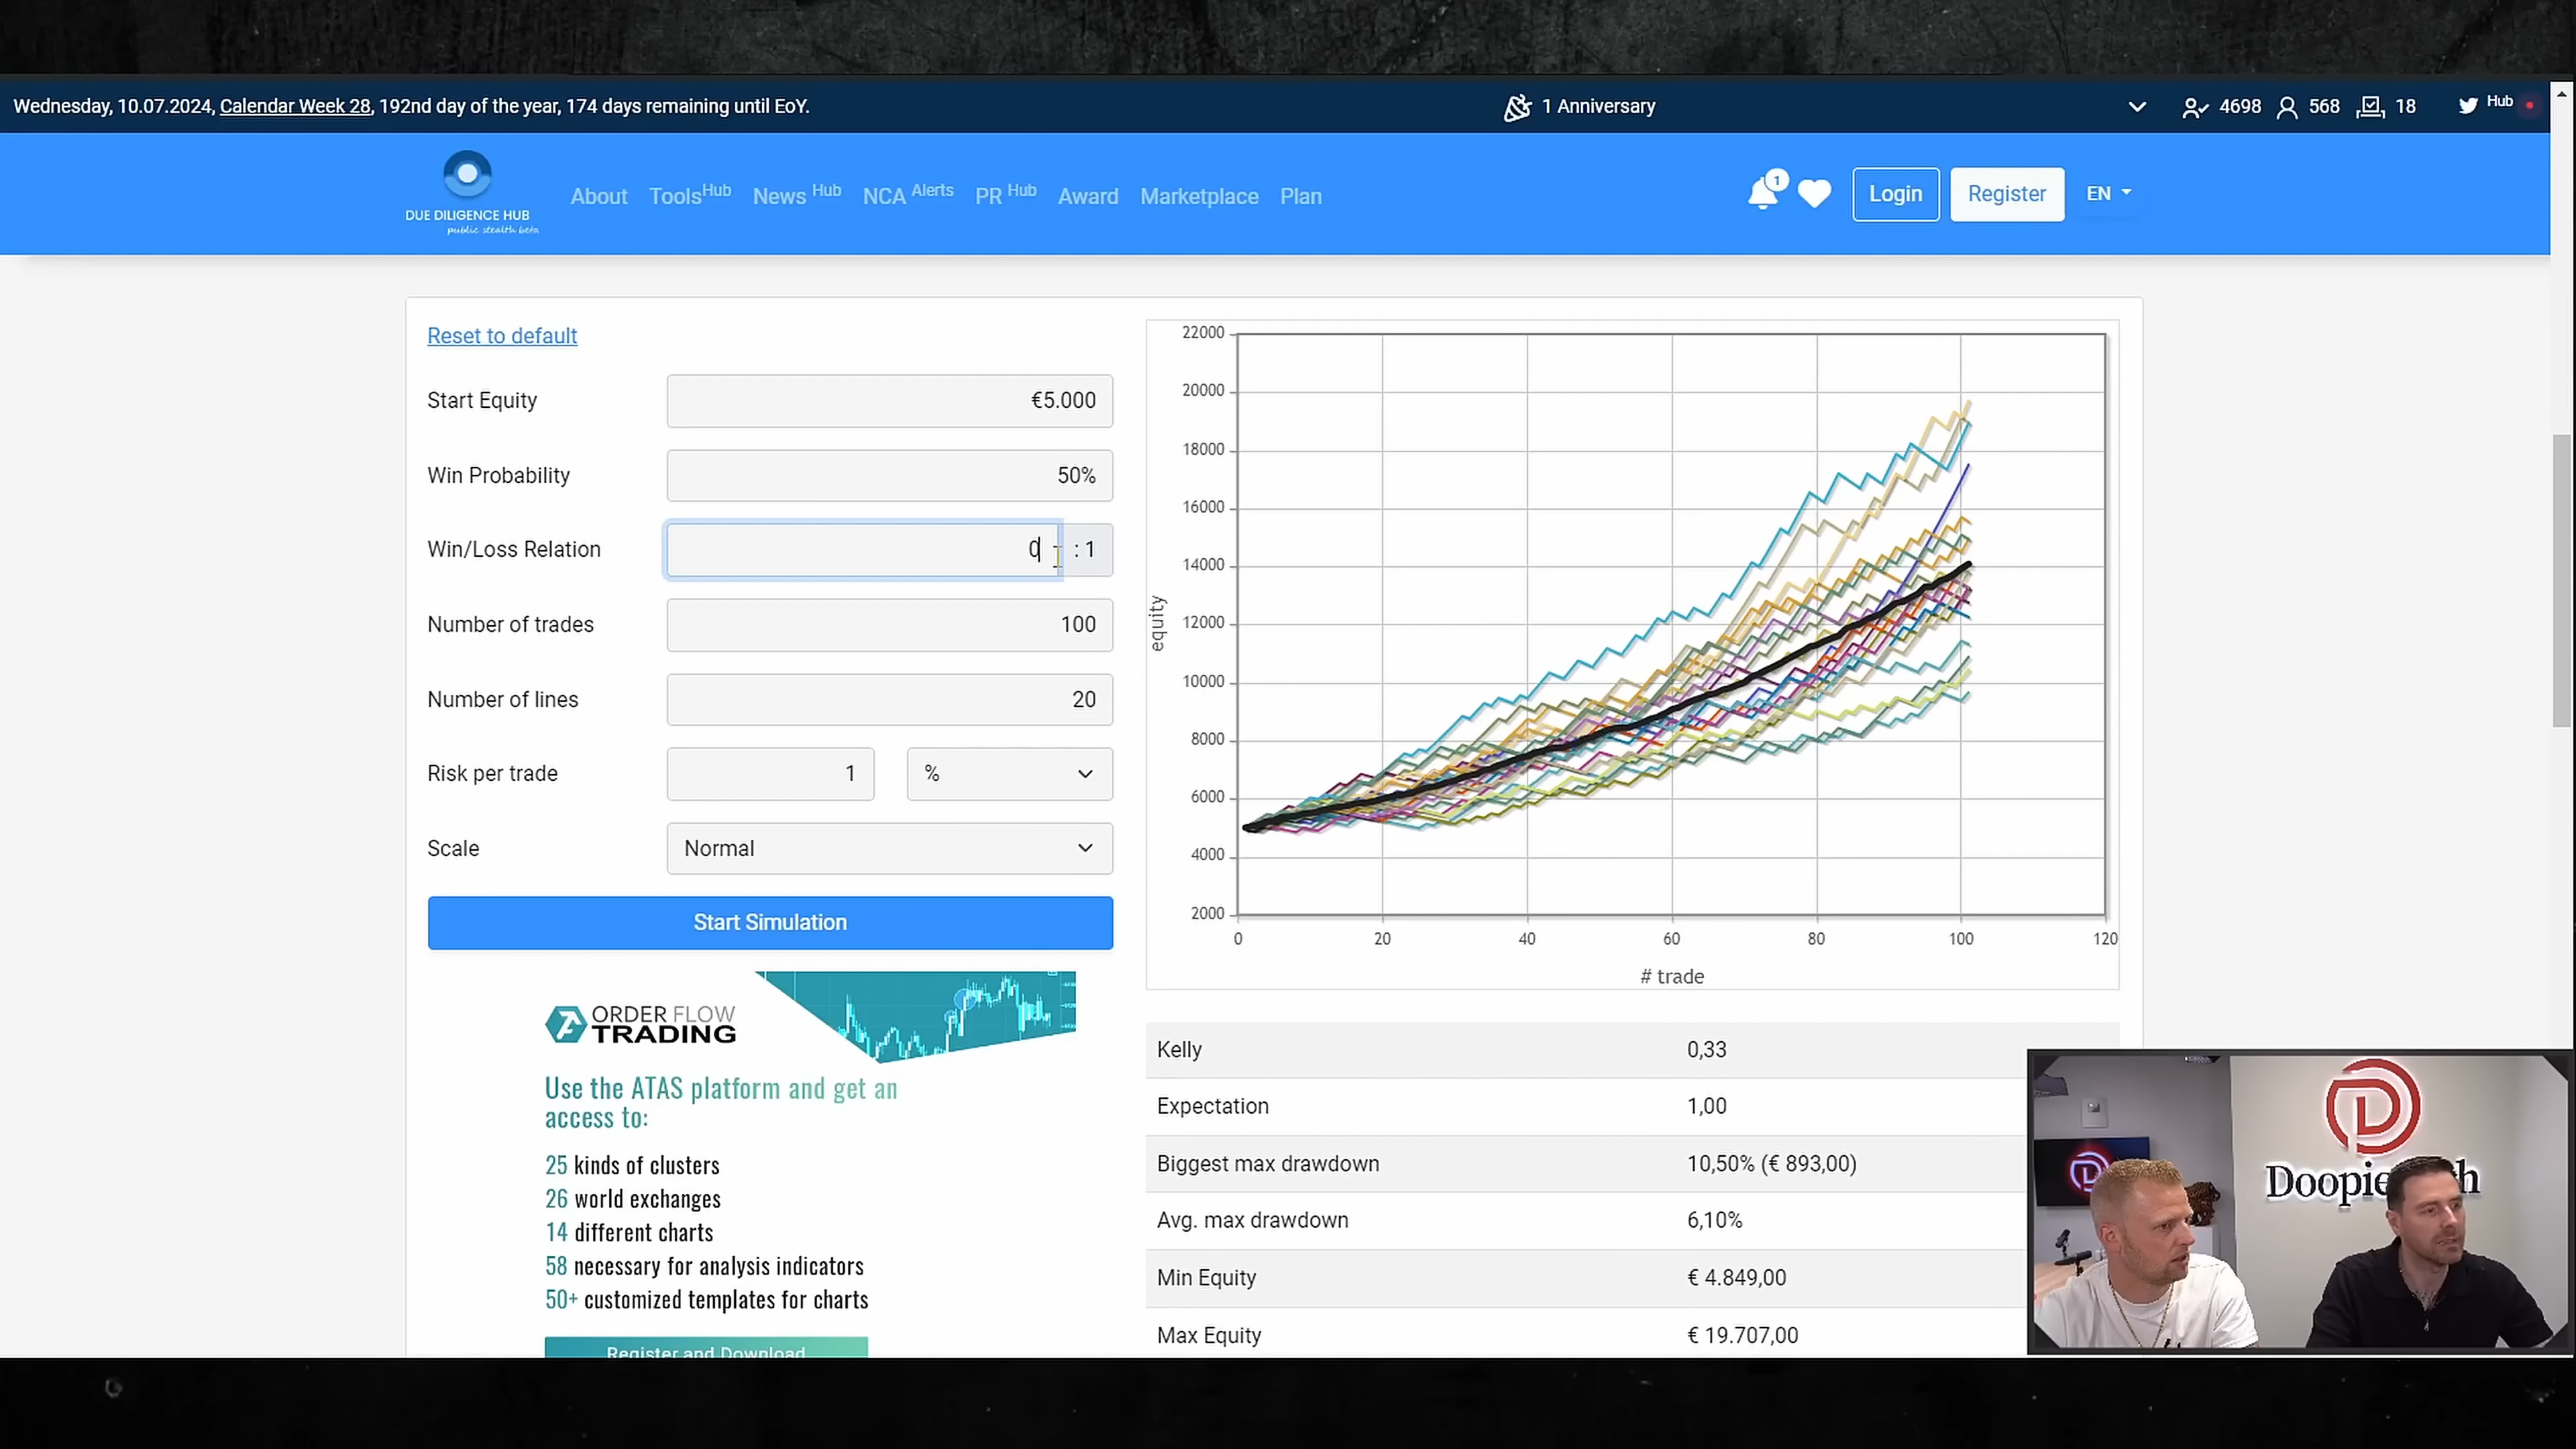 Wednesday, 10.07.2024, Calendar Week 28, 192nd day of the year, 174 days remaining until EoY.
1 Anniversary
4698 568 18 Hub
DUE DILIGENCE HUB
public stealth beta
About ToolsHub News Hub NCA Alerts PR Hub Award Marketplace Plan
1
Login Register EN
Reset to default
Start Equity €5.000
Win Probability 50%
Win/Loss Relation 0 : 1
Number of trades 100
Number of lines 20
Risk per trade 1 %
Scale Normal
Start Simulation
22000
20000
18000
16000
14000
12000
10000
8000
6000
4000
2000
equity
0 20 40 60 80 100 120
# trade
ORDER FLOW
TRADING
Use the ATAS platform and get an
access to:
25 kinds of clusters
26 world exchanges
14 different charts
58 necessary for analysis indicators
50+ customized templates for charts
Register and Download
Kelly 0,33
Expectation 1,00
Biggest max drawdown 10,50% (€ 893,00)
Avg. max drawdown 6,10%
Min Equity € 4.849,00
Max Equity € 19.707,00